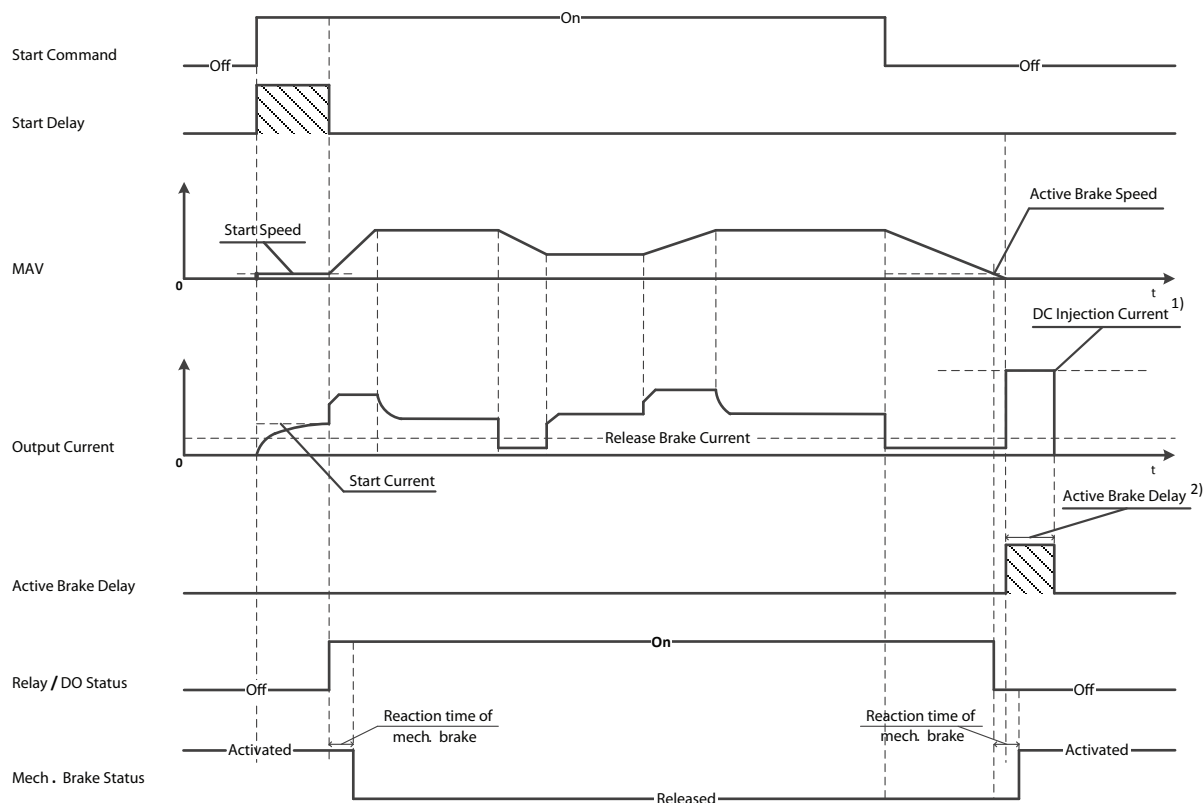 On
Start Command
Off
Off
Start Delay
Active Brake Speed
Start Speed
MAV
0
t
DC Injection Current 1)
Release Brake Current
Output Current
0
t
Start Current
Active Brake Delay 2)
Active Brake Delay
On
Relay / DO Status
Off
Off
Reaction time of
mech. brake
Reaction time of
mech. brake
Activated
Activated
Mech . Brake Status
Released